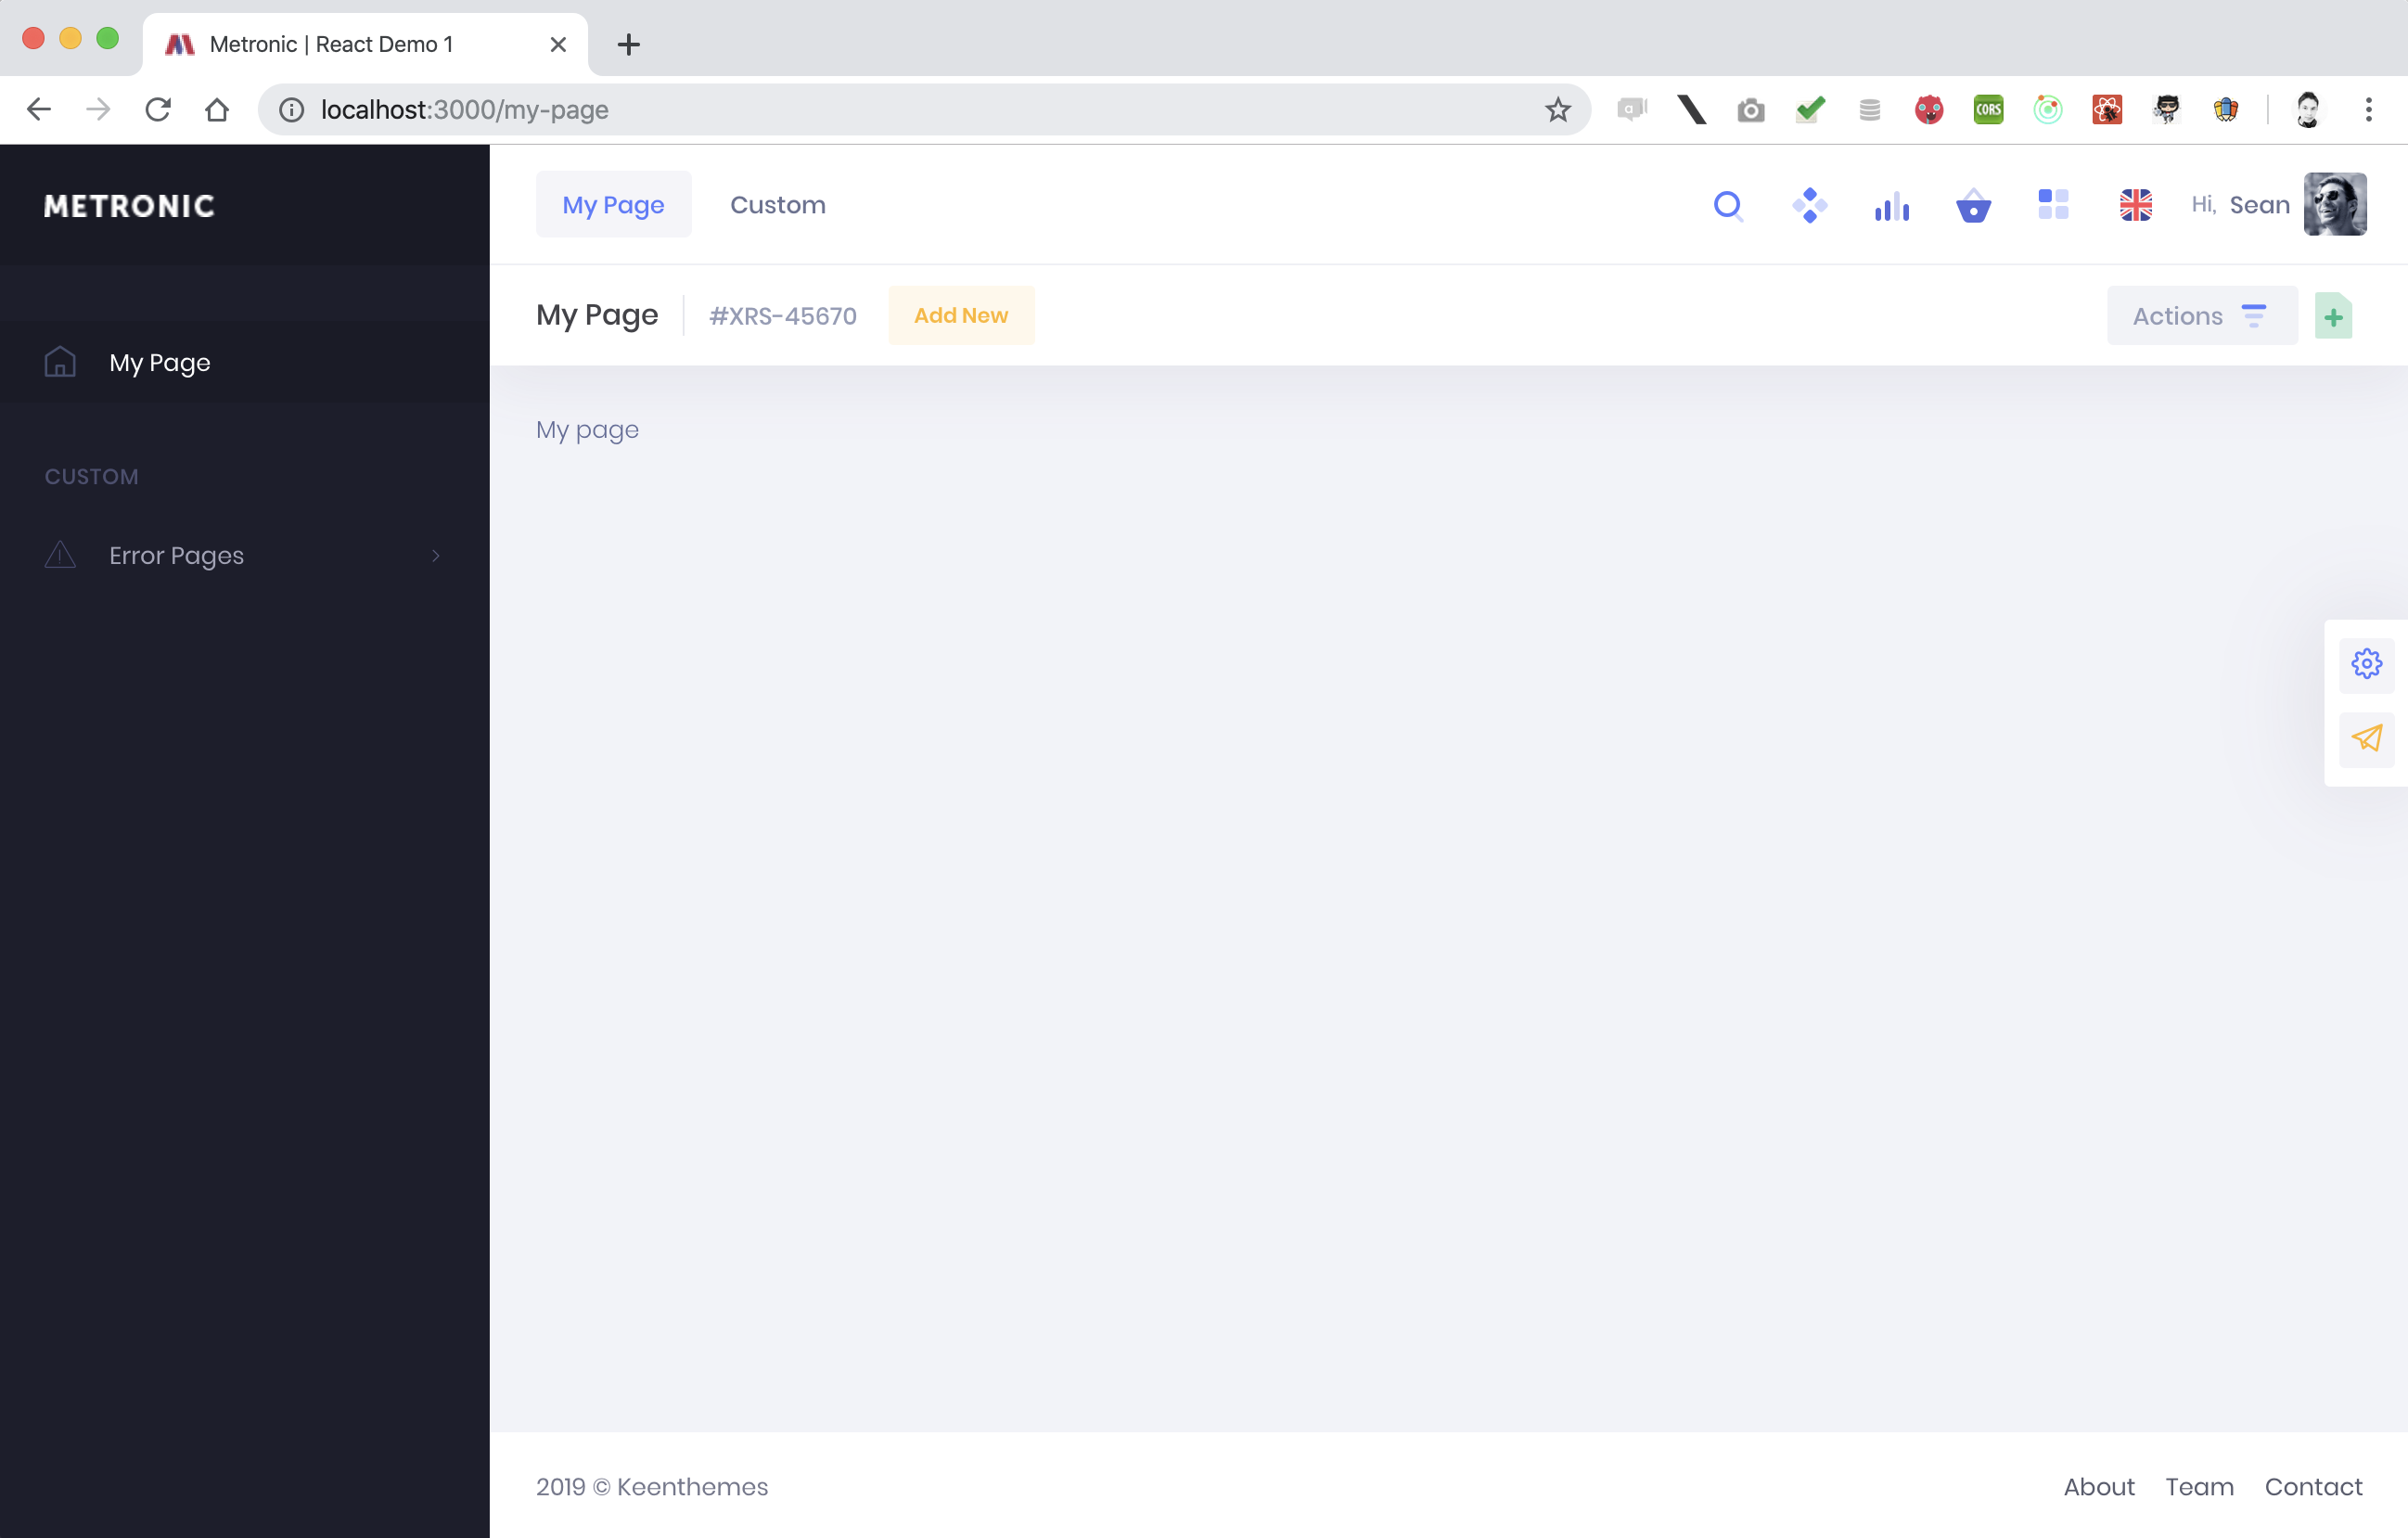 Metronic | React Demo 1
localhost:3000/my-page
CORS
METRONIC
My Page
Custom
Hi, Sean
My Page
#XRS-45670
Add New
Actions
My Page
My page
CUSTOM
Error Pages
2019 © Keenthemes
About
Team
Contact